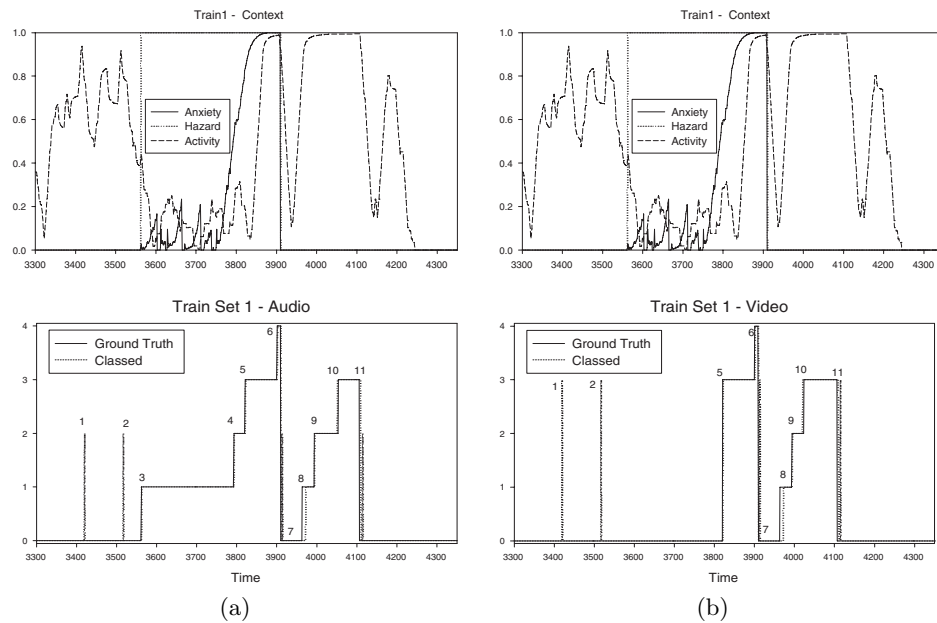 Train1 - Context
1.0
0.8
0.6
0.4
0.2
0.0
Anxiety
Hazard
Activity
3300 3400 3500 3600 3700 3800 3900 4000 4100 4200 4300
Train1 - Context
1.0
0.8
0.6
0.4
0.2
0.0
Anxiety
Hazard
Activity
3300 3400 3500 3600 3700 3800 3900 4000 4100 4200 4300
Train Set 1 - Audio
4
3
2
1
0
Ground Truth
Classed
1
2
3
4
5
6
7
8
9
10
11
3300 3400 3500 3600 3700 3800 3900 4000 4100 4200 4300
Time
(a)
Train Set 1 - Video
4
3
2
1
0
Ground Truth
Classed
1
2
5
6
7
8
9
10
11
3300 3400 3500 3600 3700 3800 3900 4000 4100 4200 4300
Time
(b)